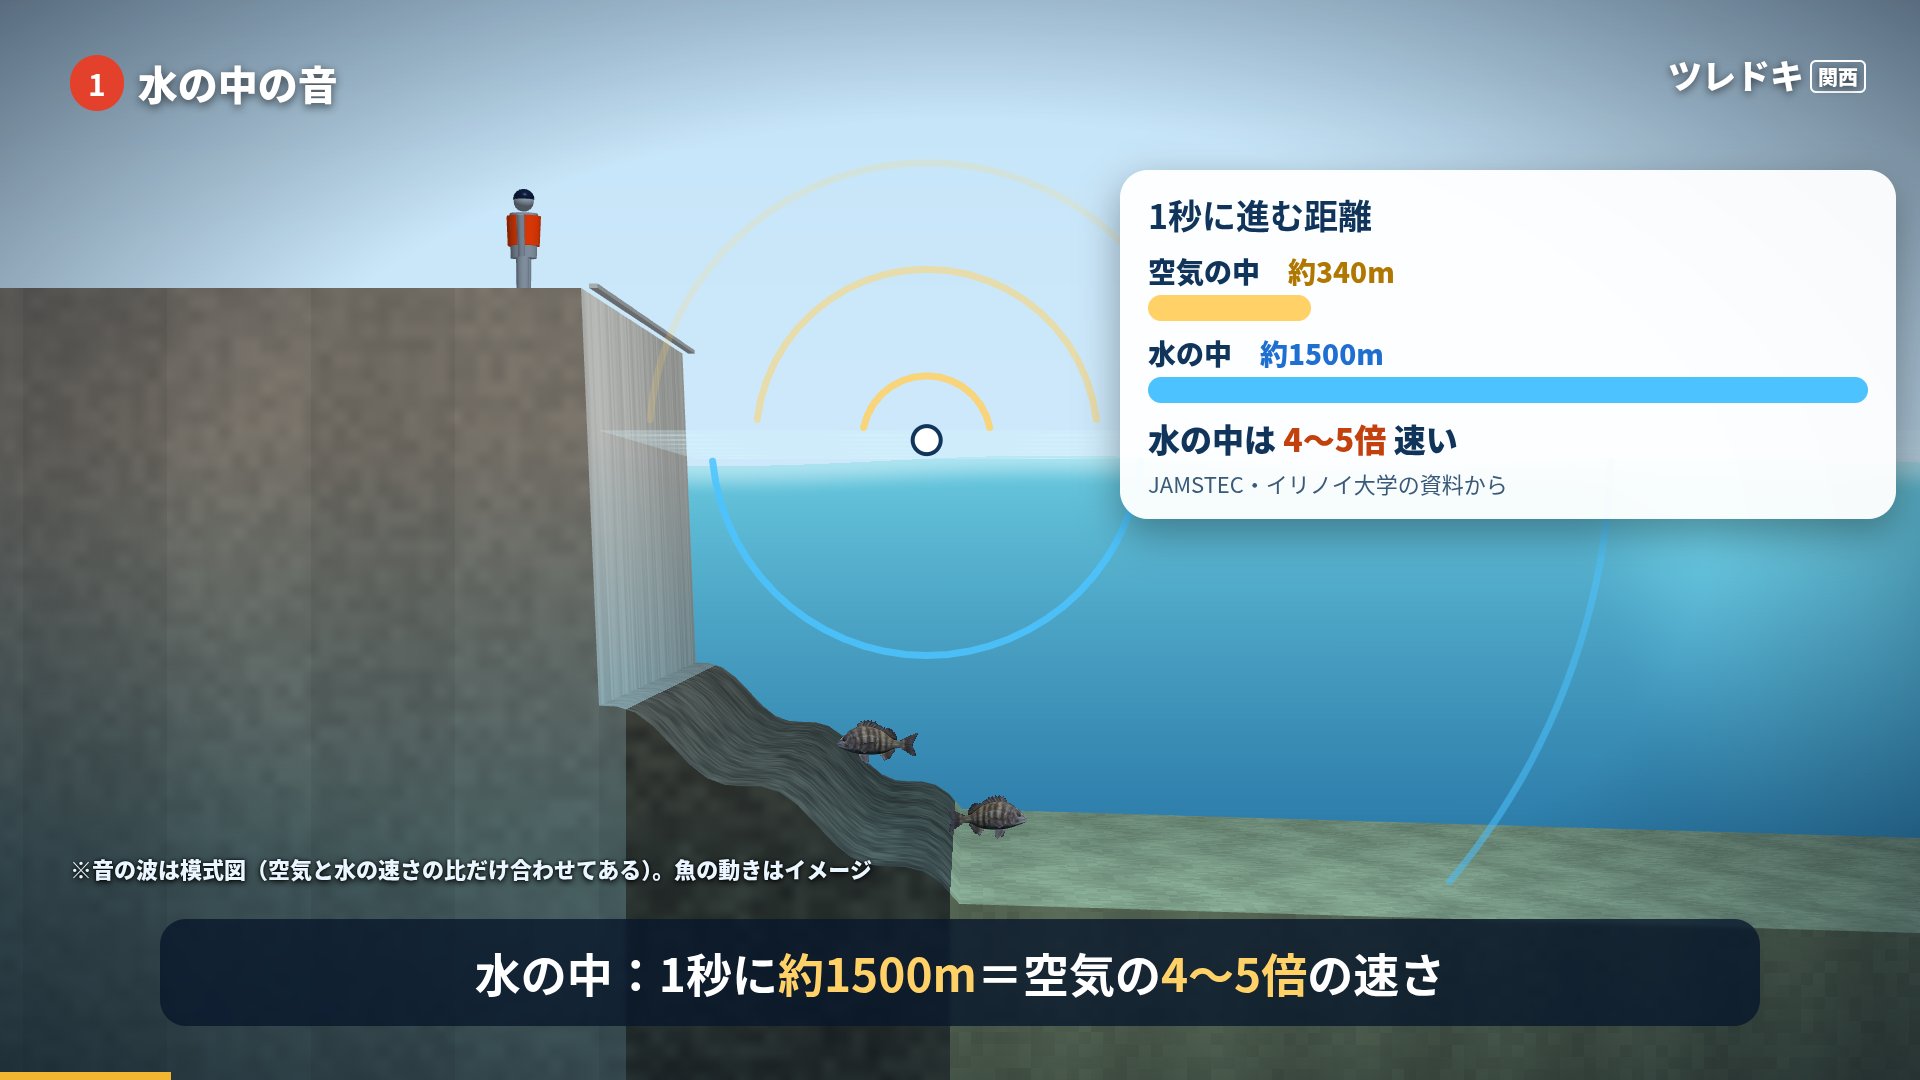 1 水の中の音
ツレドキ 関西
1秒に進む距離
空気の中 約340m
水の中 約1500m
水の中は 4〜5倍 速い
JAMSTEC・イリノイ大学の資料から
※音の波は模式図（空気と水の速さの比だけ合わせてある）。魚の動きはイメージ
水の中：1秒に約1500m＝空気の4〜5倍の速さ